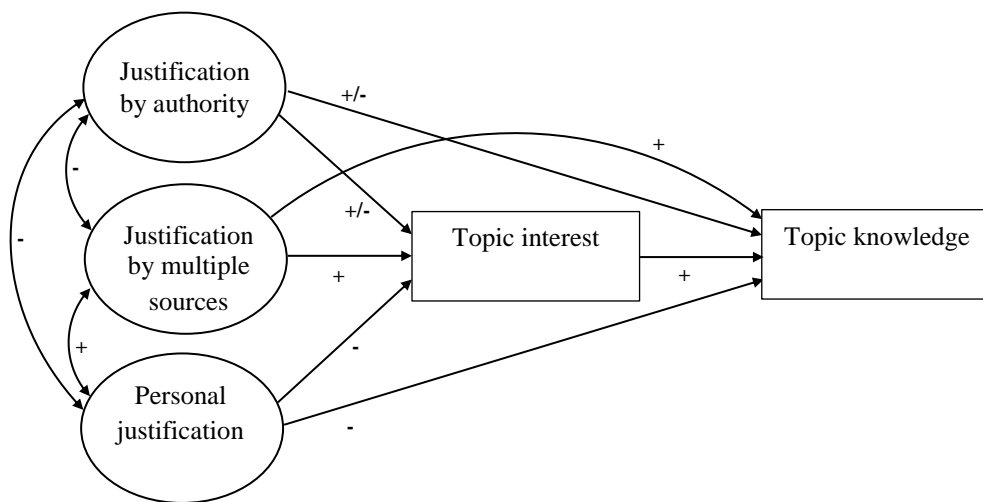 Justification
by authority
+/-
+
-
+/-
Justification
by multiple
sources
Topic interest
Topic knowledge
-
+
+
+
-
Personal
justification
-